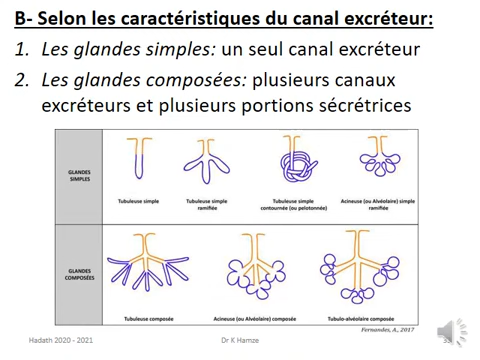 B- Selon les caractéristiques du canal excréteur:
1. Les glandes simples: un seul canal excréteur
2. Les glandes composées: plusieurs canaux
excréteurs et plusieurs portions sécrétrices
GLANDES
SIMPLES
Tubuleuse simple
Tubuleuse simple
ramifiée
Tubuleuse simple
contournée (ou pelotonnée)
Acineuse (ou Alvéolaire) simple
ramifiée
GLANDES
COMPOSÉES
Tubuleuse composée
Acineuse (ou Alvéolaire) composée
Tubulo-alvéolaire composée
Fernandes, A., 2017
Hadath 2020 - 2021
Dr K Hamze